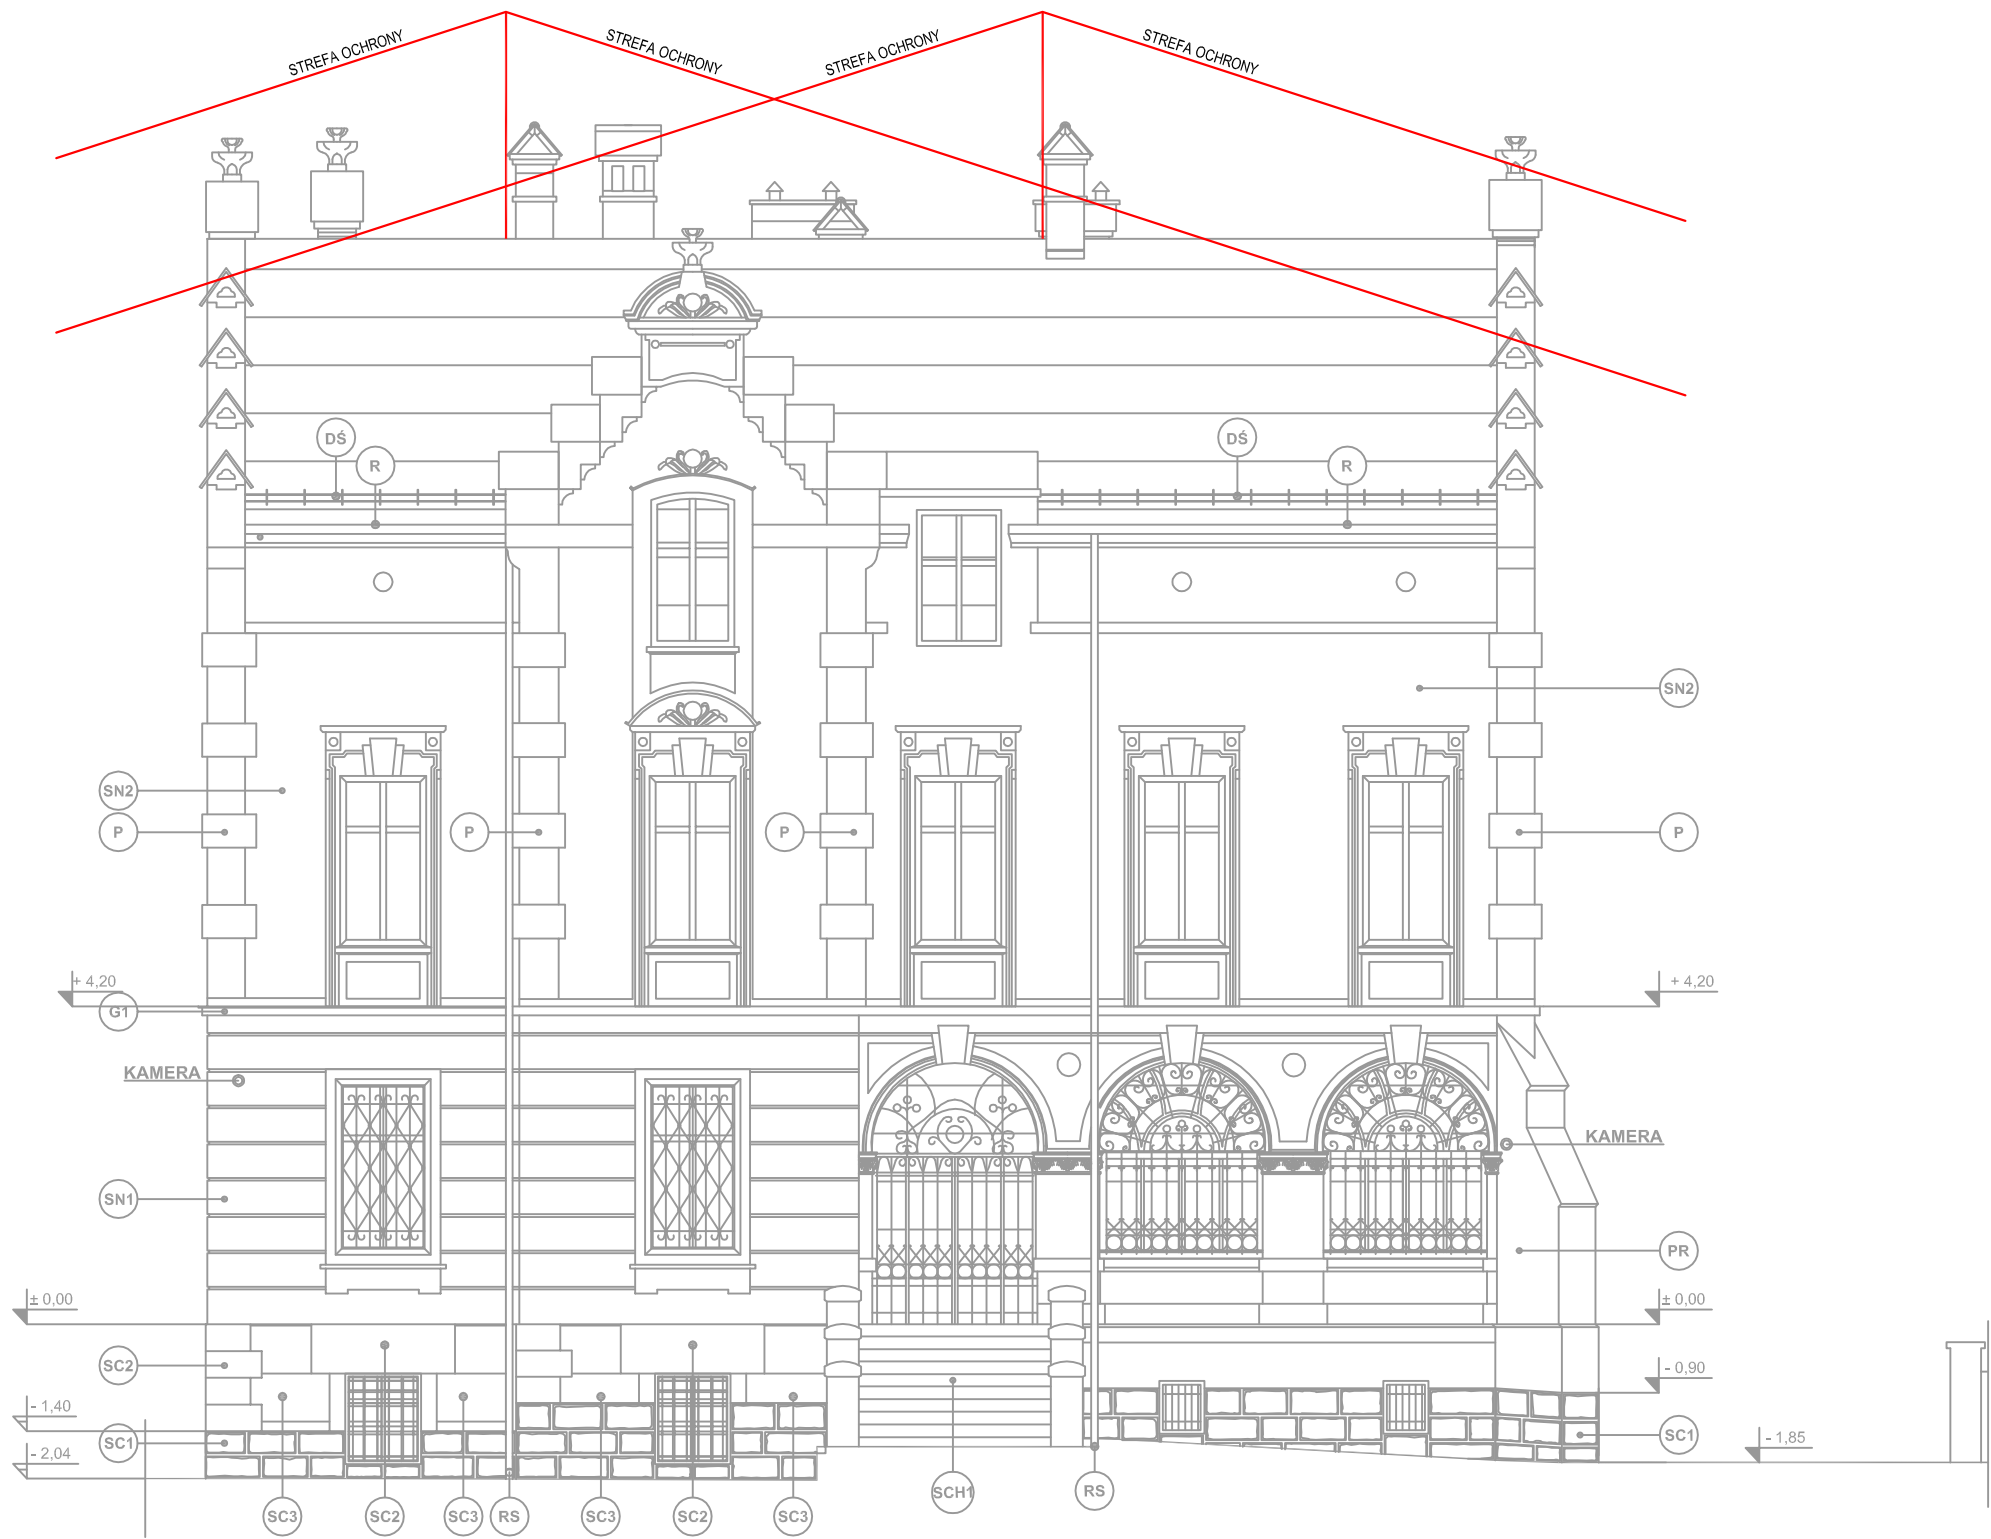 STREFA OCHRONY STREFA OCHRONY STREFA OCHRONY STREFA OCHRONY
DŚ DŚ
R R
SN2
SN2
P P P P
+ 4,20 + 4,20
G1
KAMERA
KAMERA
SN1
PR
± 0,00 ± 0,00
SC2 - 0,90
- 1,40
SC1 SC1 - 1,85
- 2,04
SCH1 RS
SC3 SC2 SC3 RS SC3 SC2 SC3